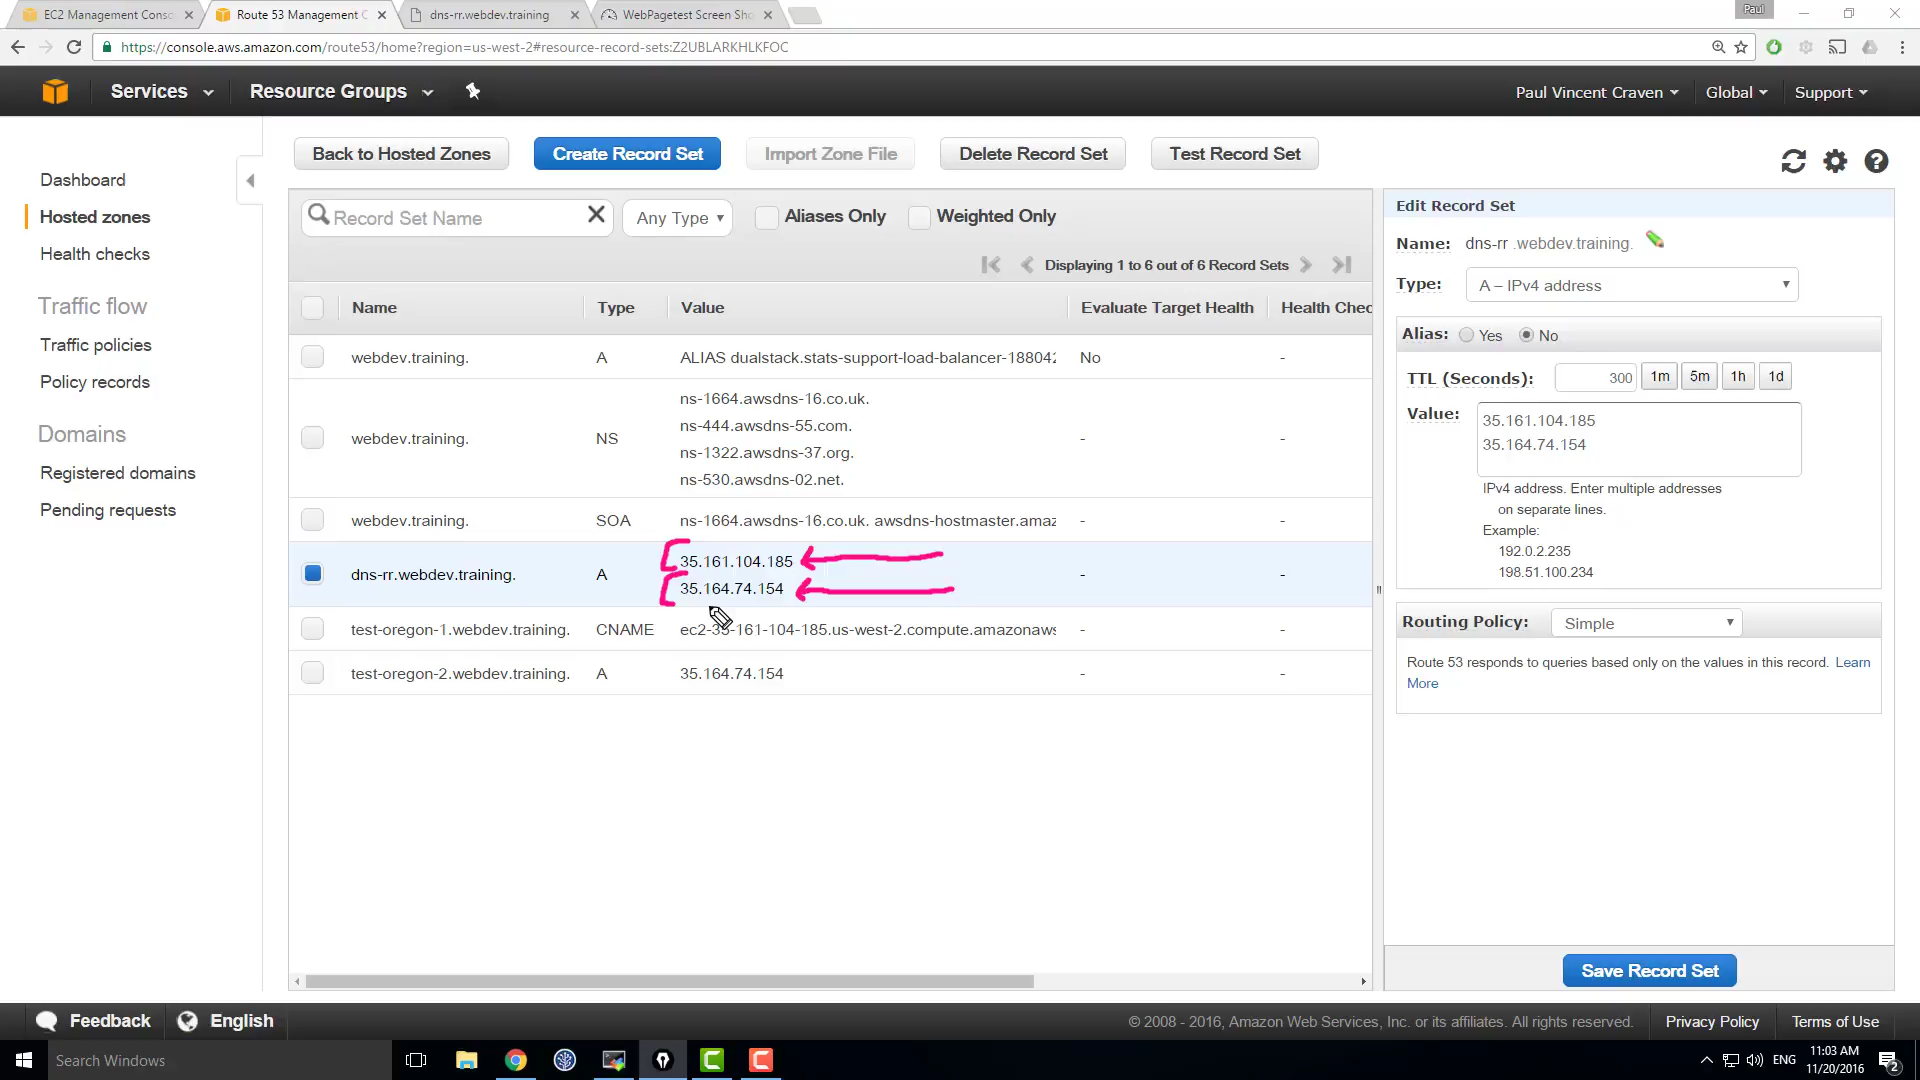 EC2 Management Conso
Route 53 Management C
dns-rr.webdev.training
WebPagetest Screen Sho
Paul
https://console.aws.amazon.com/route53/home?region=us-west-2#resource-record-sets:Z2UBLARKHLKFOC
Services
Resource Groups
Paul Vincent Craven
Global
Support
Dashboard
Hosted zones
Health checks
Traffic flow
Traffic policies
Policy records
Domains
Registered domains
Pending requests
Back to Hosted Zones
Create Record Set
Import Zone File
Delete Record Set
Test Record Set
Record Set Name
Any Type
Aliases Only
Weighted Only
Displaying 1 to 6 out of 6 Record Sets
Name Type Value Evaluate Target Health Health Chec
webdev.training. A ALIAS dualstack.stats-support-load-balancer-188042 No -
webdev.training. NS ns-1664.awsdns-16.co.uk. - -
ns-444.awsdns-55.com.
ns-1322.awsdns-37.org.
ns-530.awsdns-02.net.
webdev.training. SOA ns-1664.awsdns-16.co.uk. awsdns-hostmaster.amaz - -
dns-rr.webdev.training. A 35.161.104.185 - -
35.164.74.154
test-oregon-1.webdev.training. CNAME ec2-35-161-104-185.us-west-2.compute.amazonaws - -
test-oregon-2.webdev.training. A 35.164.74.154 - -
Edit Record Set
Name: dns-rr .webdev.training.
Type: A – IPv4 address
Alias: Yes No
TTL (Seconds): 300 1m 5m 1h 1d
Value: 35.161.104.185
35.164.74.154
IPv4 address. Enter multiple addresses
on separate lines.
Example:
192.0.2.235
198.51.100.234
Routing Policy: Simple
Route 53 responds to queries based only on the values in this record. Learn
More
Save Record Set
Feedback
English
© 2008 - 2016, Amazon Web Services, Inc. or its affiliates. All rights reserved.
Privacy Policy
Terms of Use
Search Windows
ENG
11:03 AM
11/20/2016
2